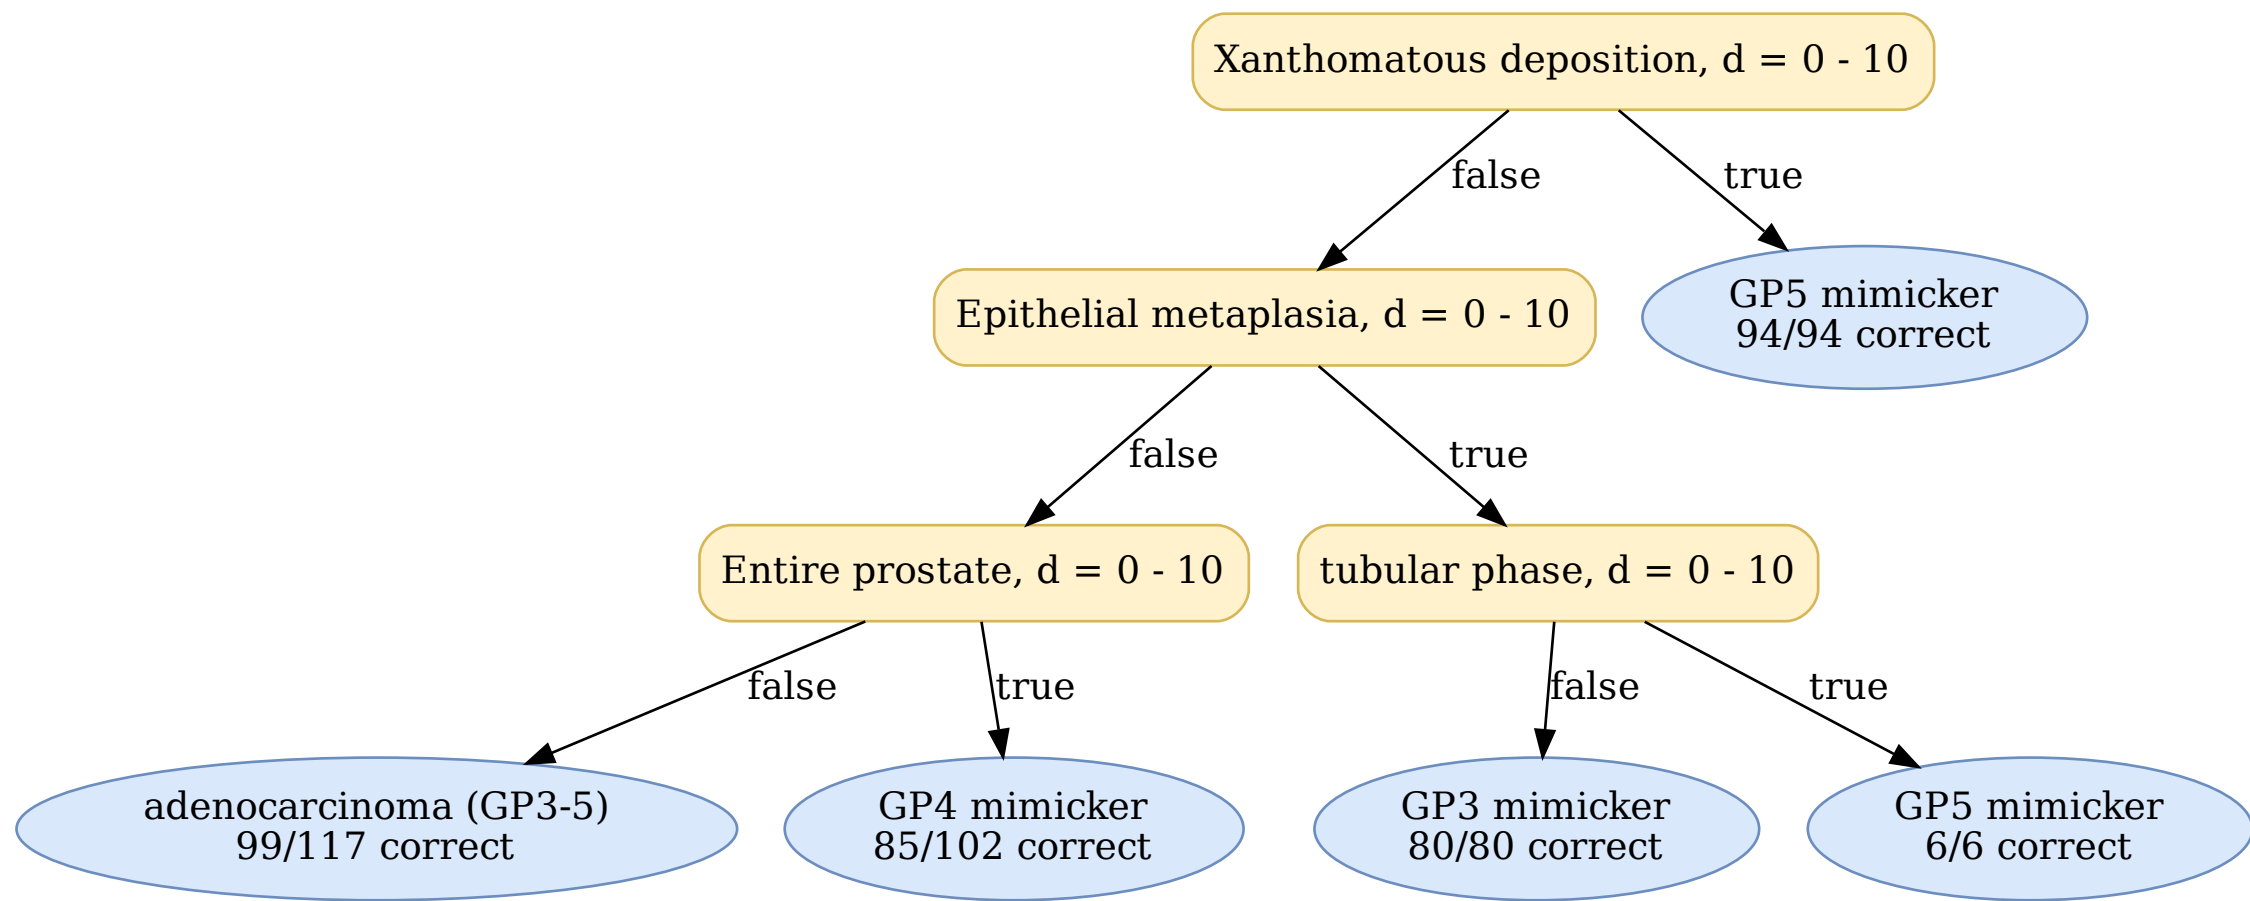 Xanthomatous deposition, d = 0 - 10
false
true
Epithelial metaplasia, d = 0 - 10
GP5 mimicker
94/94 correct
false
true
Entire prostate, d = 0 - 10
tubular phase, d = 0 - 10
false
true
false
true
adenocarcinoma (GP3-5)
99/117 correct
GP4 mimicker
85/102 correct
GP3 mimicker
80/80 correct
GP5 mimicker
6/6 correct